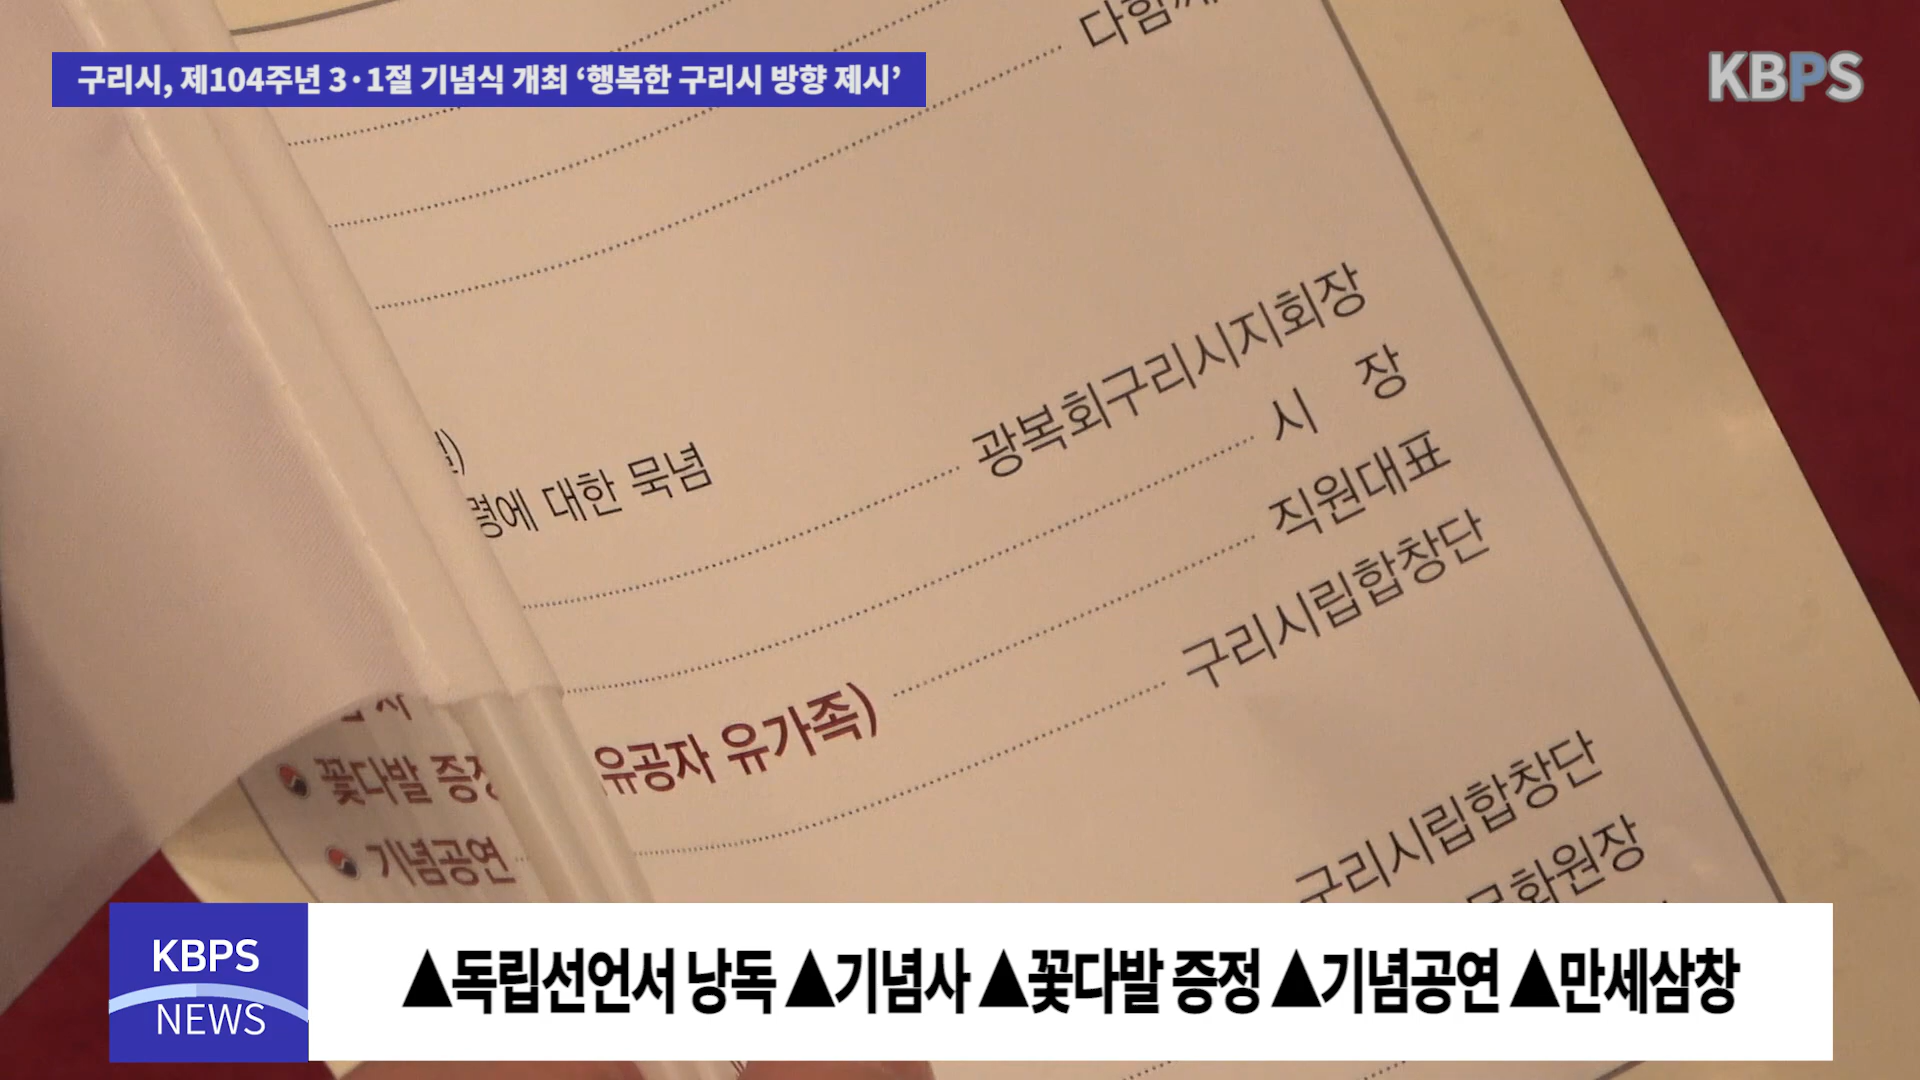 다함께
구리시, 제104주년 3·1절 기념식 개최 ‘행복한 구리시 방향 제시’
KBPS
광복회구리시지회장
시 장
령에 대한 묵념
직원대표
구리시립합창단
유공자 유가족)
꽃다발 증정
기념공연
구리시립합창단
문화원장
KBPS
NEWS
▲독립선언서 낭독 ▲기념사 ▲꽃다발 증정 ▲기념공연 ▲만세삼창